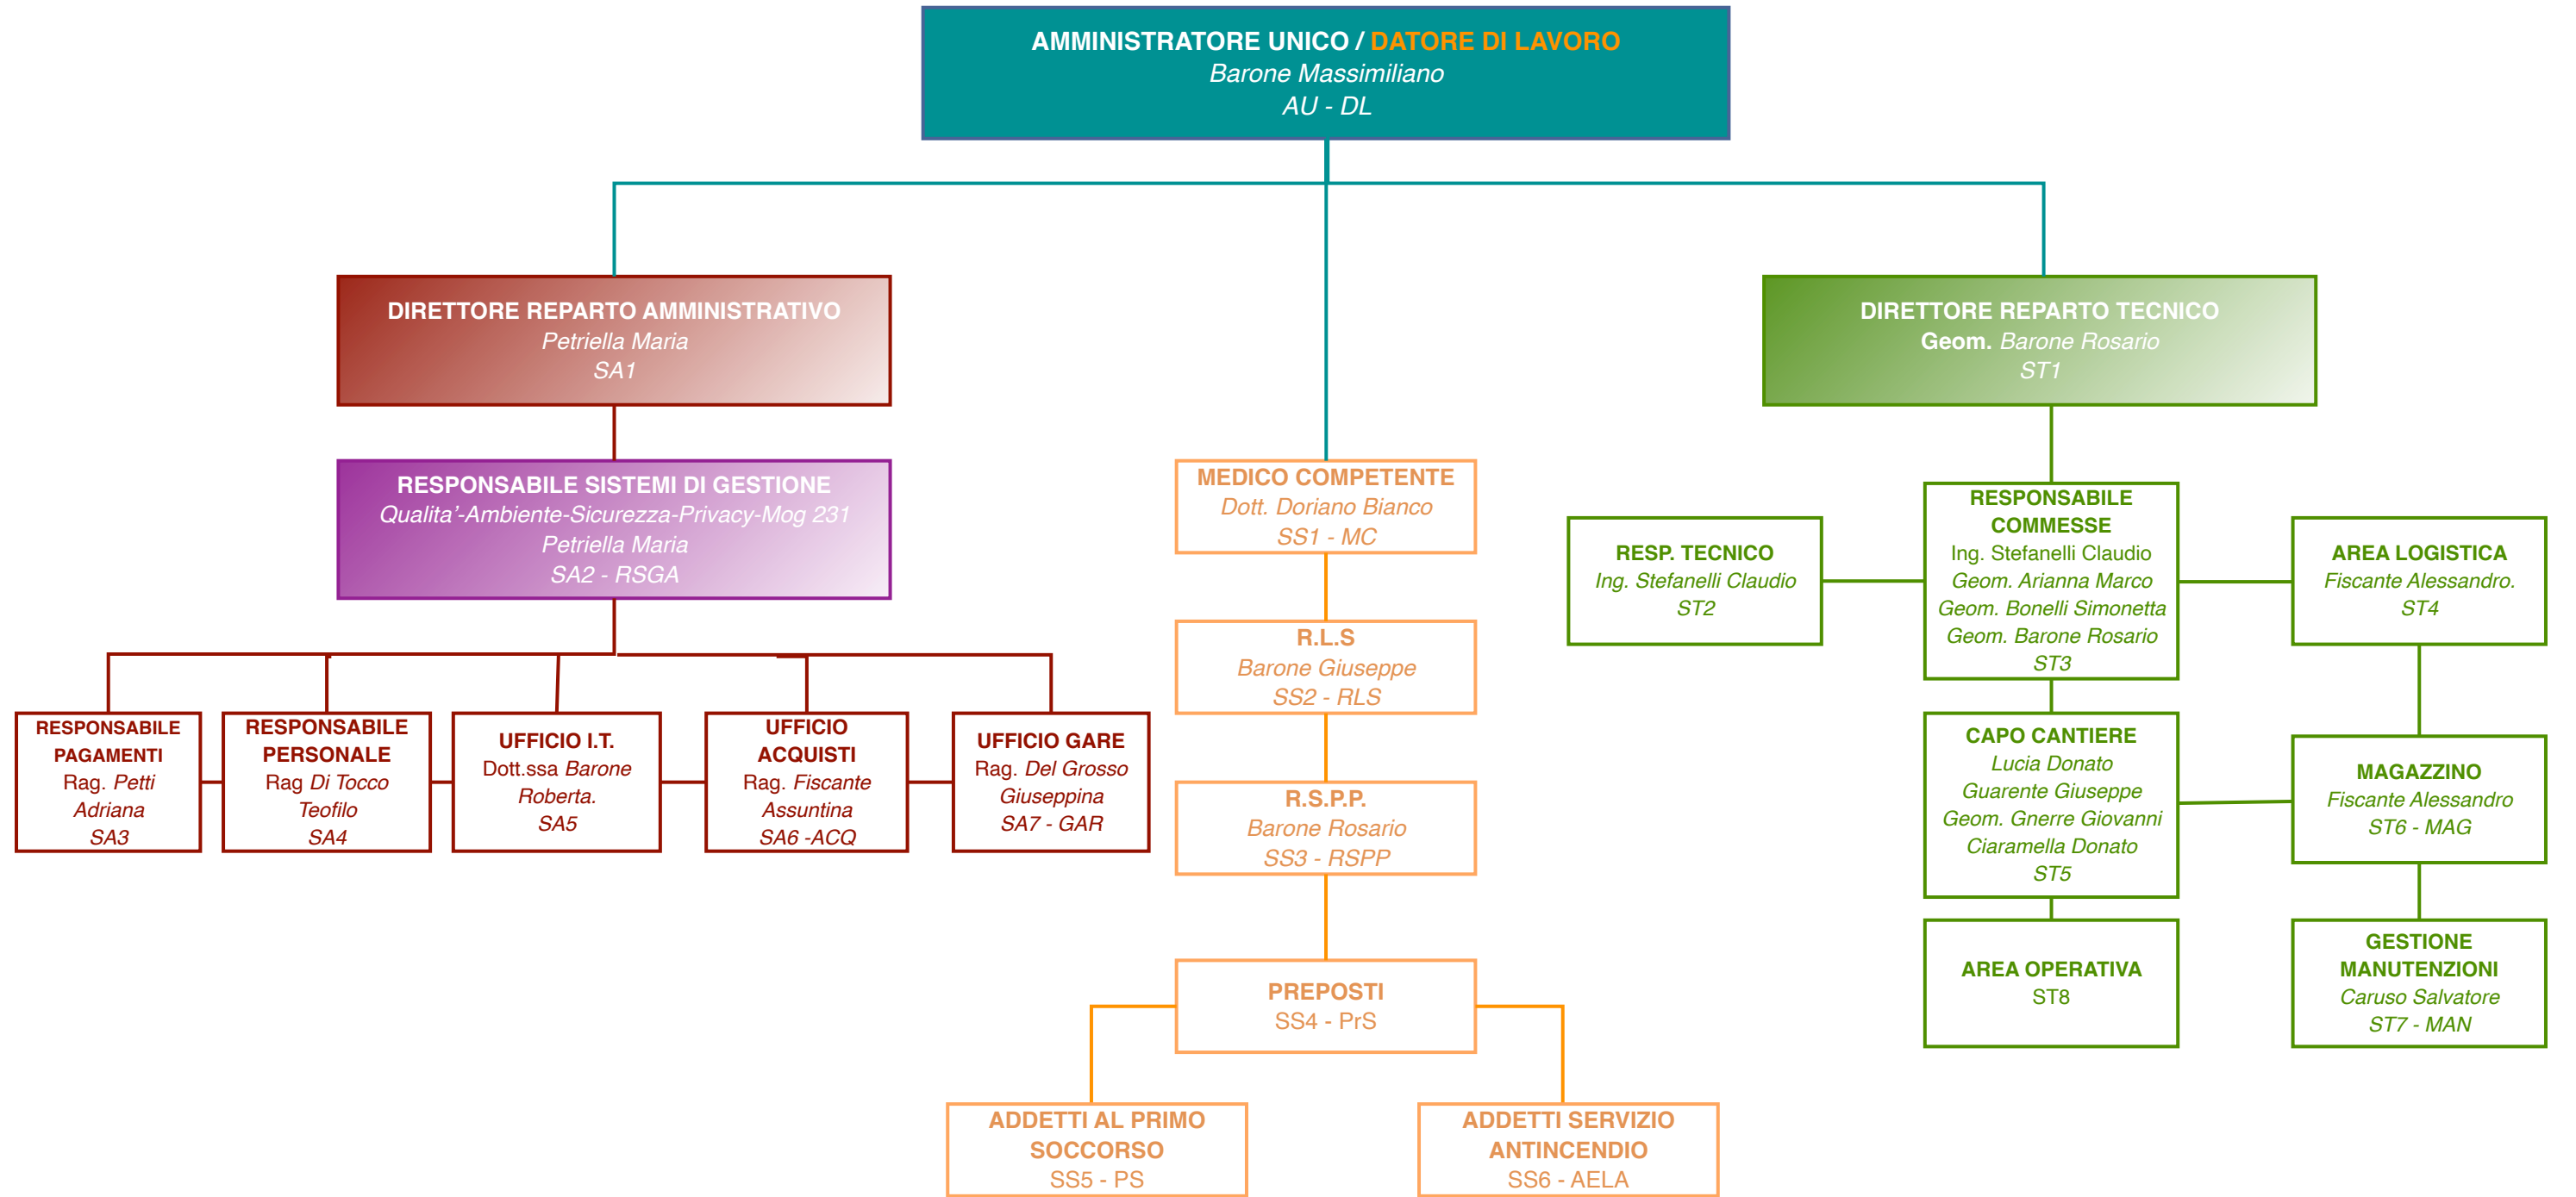 AMMINISTRATORE UNICO / DATORE DI LAVORO
Barone Massimiliano
AU - DL
DIRETTORE REPARTO AMMINISTRATIVO
Petriella Maria
SA1
DIRETTORE REPARTO TECNICO
Geom. Barone Rosario
ST1
RESPONSABILE SISTEMI DI GESTIONE
Qualita’-Ambiente-Sicurezza-Privacy-Mog 231
Petriella Maria
SA2 - RSGA
MEDICO COMPETENTE
Dott. Doriano Bianco
SS1 - MC
RESP. TECNICO
Ing. Stefanelli Claudio
ST2
RESPONSABILE
COMMESSE
Ing. Stefanelli Claudio
Geom. Arianna Marco
Geom. Bonelli Simonetta
Geom. Barone Rosario
ST3
AREA LOGISTICA
Fiscante Alessandro.
ST4
R.L.S
Barone Giuseppe
SS2 - RLS
RESPONSABILE
PAGAMENTI
Rag. Petti
Adriana
SA3
RESPONSABILE
PERSONALE
Rag Di Tocco
Teofilo
SA4
UFFICIO I.T.
Dott.ssa Barone
Roberta.
SA5
UFFICIO
ACQUISTI
Rag. Fiscante
Assuntina
SA6 -ACQ
UFFICIO GARE
Rag. Del Grosso
Giuseppina
SA7 - GAR
R.S.P.P.
Barone Rosario
SS3 - RSPP
CAPO CANTIERE
Lucia Donato
Guarente Giuseppe
Geom. Gnerre Giovanni
Ciaramella Donato
ST5
MAGAZZINO
Fiscante Alessandro
ST6 - MAG
PREPOSTI
SS4 - PrS
AREA OPERATIVA
ST8
GESTIONE
MANUTENZIONI
Caruso Salvatore
ST7 - MAN
ADDETTI AL PRIMO
SOCCORSO
SS5 - PS
ADDETTI SERVIZIO
ANTINCENDIO
SS6 - AELA